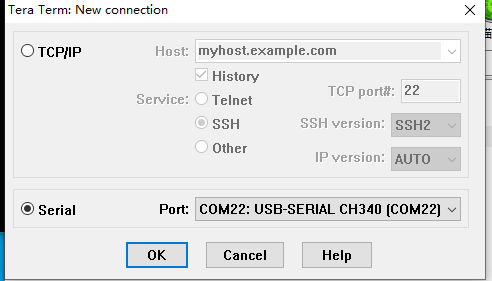 Tera Term: New connection
TCP/IP
Host: myhost.example.com
History
Service: Telnet
TCP port#: 22
SSH
SSH version: SSH2
Other
IP version: AUTO
Serial
Port: COM22: USB-SERIAL CH340 (COM22)
OK Cancel Help